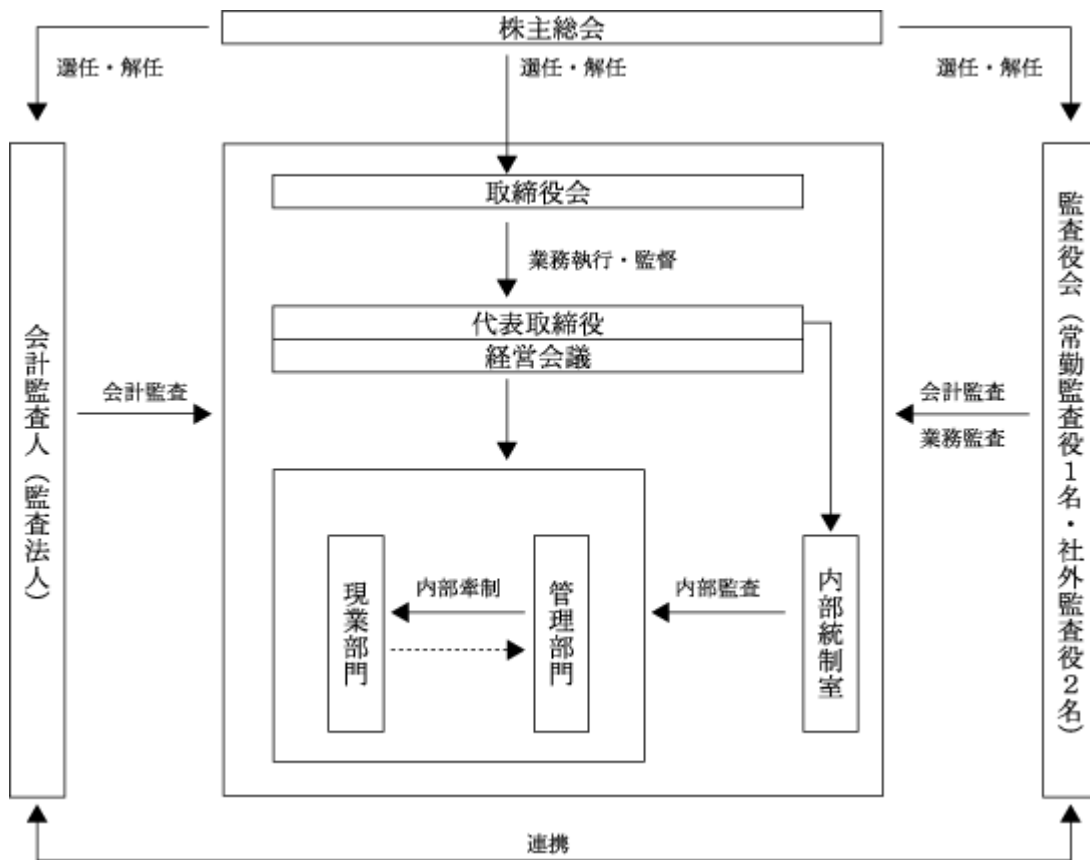 株主総会
選任・解任
選任・解任
選任・解任
取締役会
業務執行・監督
代表取締役
経営会議
会計監査人（監査法人）
会計監査
会計監査
業務監査
監査役会（常勤監査役1名・社外監査役2名）
現業部門
内部牽制
管理部門
内部監査
内部統制室
連携